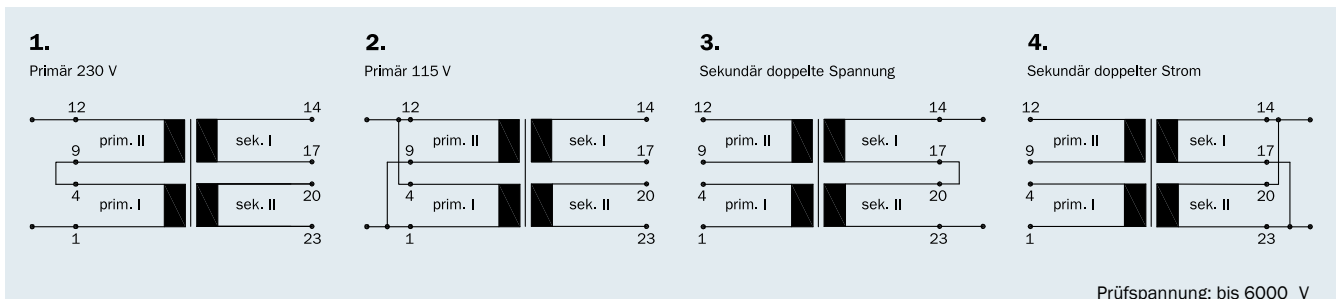 1.
Primär 230 V
12
prim. II
9
4
prim. I
1
14
sek. I
17
20
sek. II
23
2.
Primär 115 V
12
prim. II
9
4
prim. I
1
14
sek. I
17
20
sek. II
23
3.
Sekundär doppelte Spannung
12
prim. II
9
4
prim. I
1
14
sek. I
17
20
sek. II
23
4.
Sekundär doppelter Strom
12
prim. II
9
4
prim. I
1
14
sek. I
17
20
sek. II
23
Prüfspannung: bis 6000 V